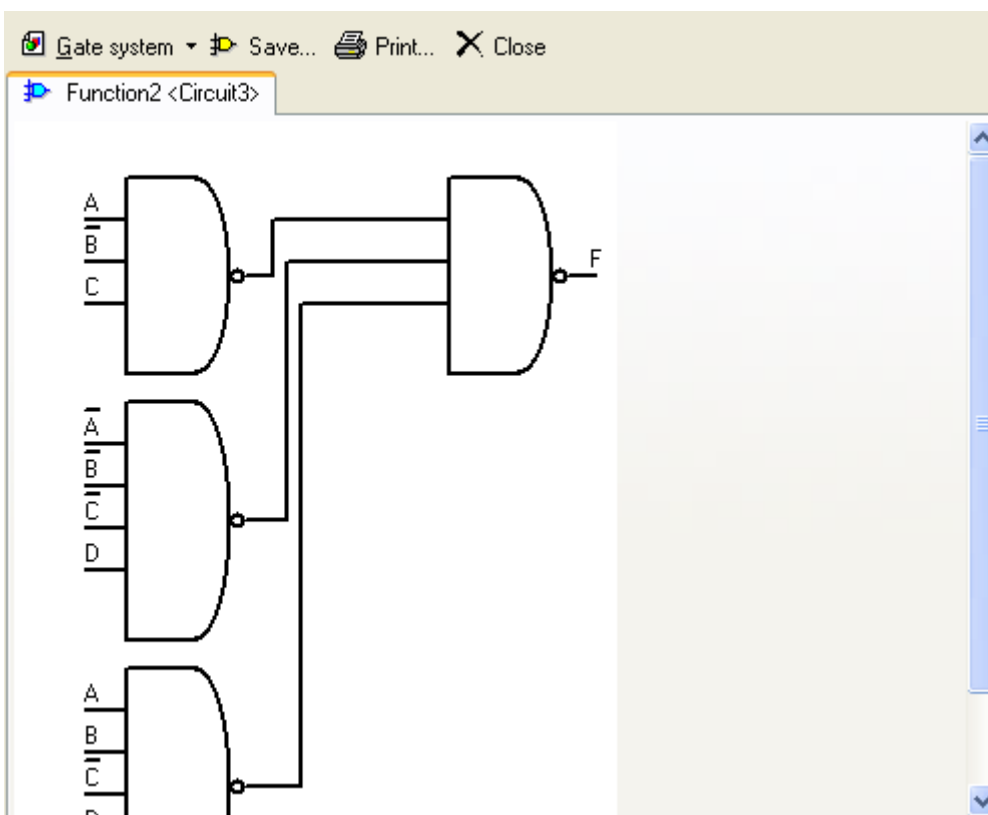 Gate system Save... Print... Close
Function2 <Circuit3>
A
B̅
C
F
A̅
B̅
C̅
D
A
B
C̅